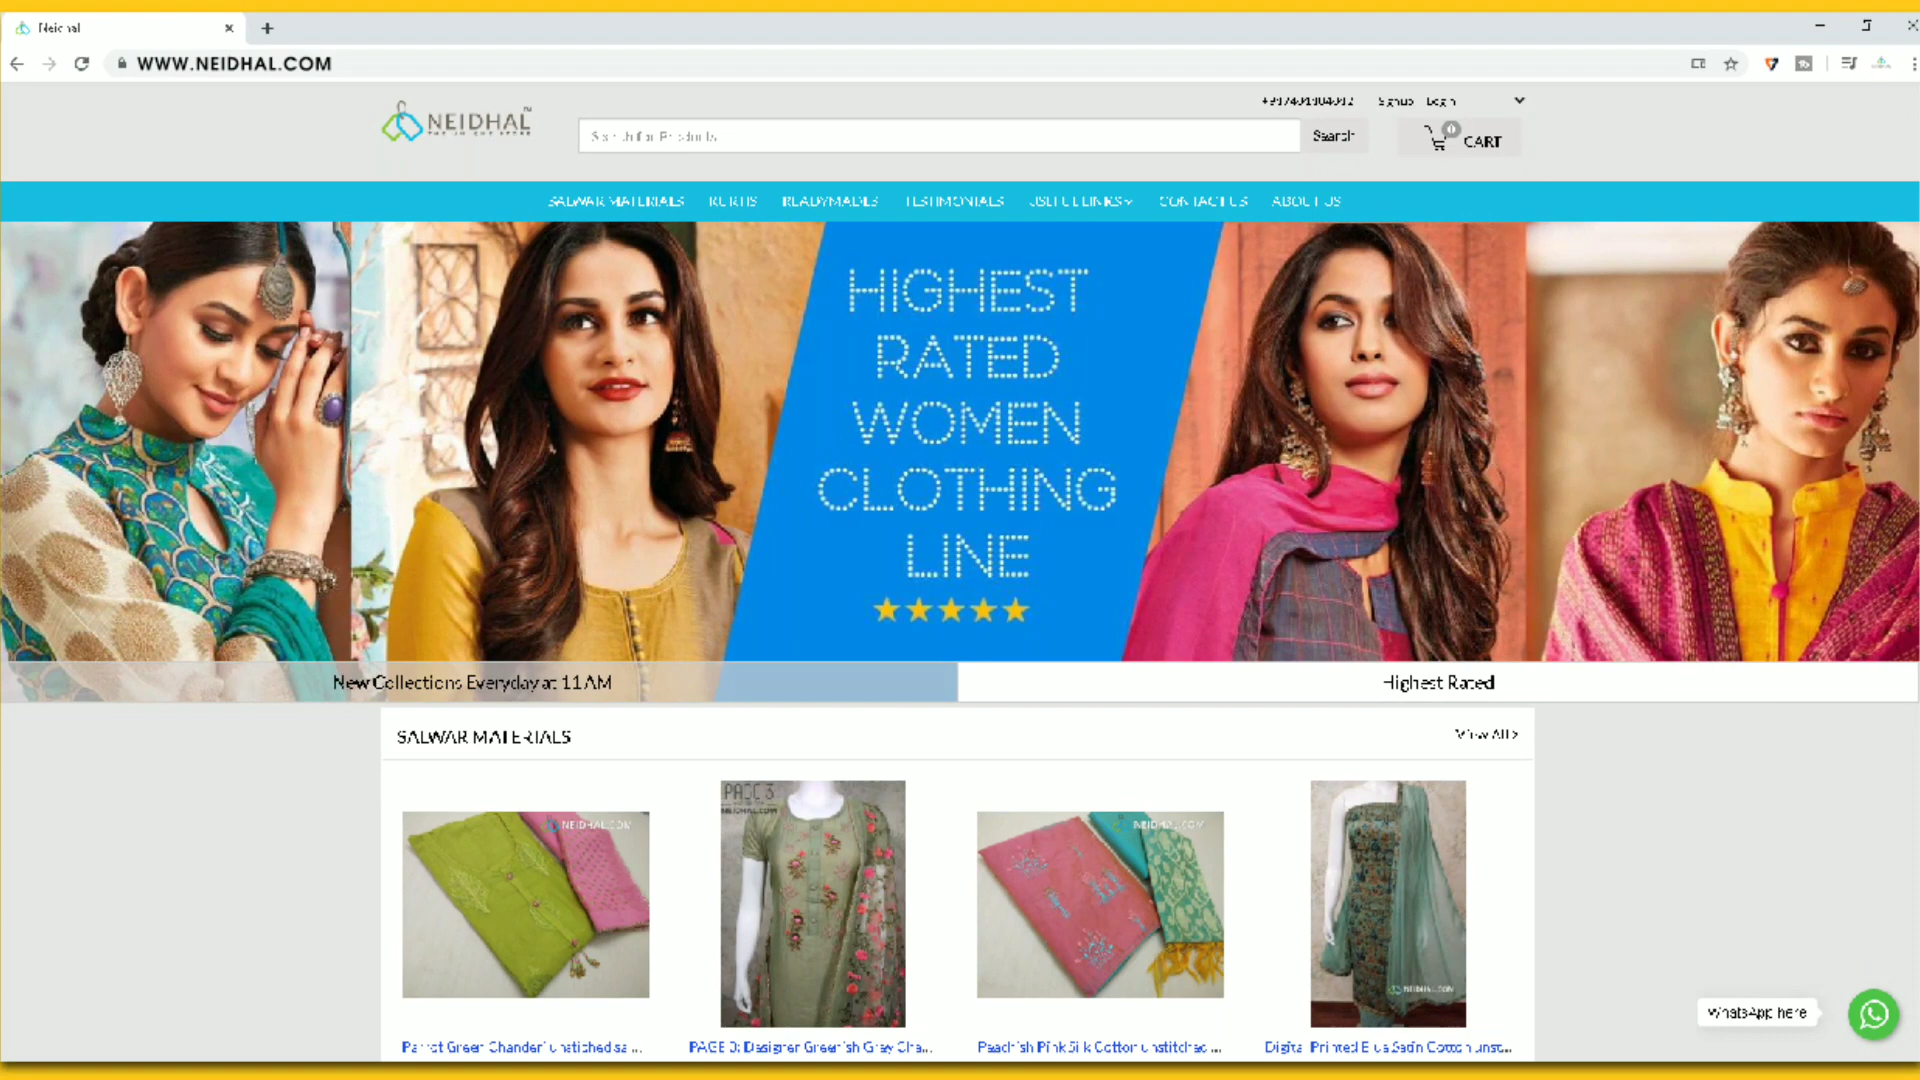 Neidhal
WWW.NEIDHAL.COM
NEIDHAL
Search for Products
Search
0
CART
Signup Login
SALWAR MATERIALS KURTIS READYMADES TESTIMONIALS USEFUL LINKS CONTACT US ABOUT US
HIGHEST
RATED
WOMEN
CLOTHING
LINE
New Collections Everyday at 11 AM
Highest Rated
SALWAR MATERIALS
View All >
NEIDHAL.COM
PAGE 3
NEIDHAL.COM
NEIDHAL.COM
NEIDHAL.COM
Parrot Green Chanderi unstitched sa...
PAGE 3: Designer Greenish Grey Cha...
Peachish Pink Silk Cotton unstitched ...
Digital Printed Blue Satin Cotton unst...
WhatsApp here